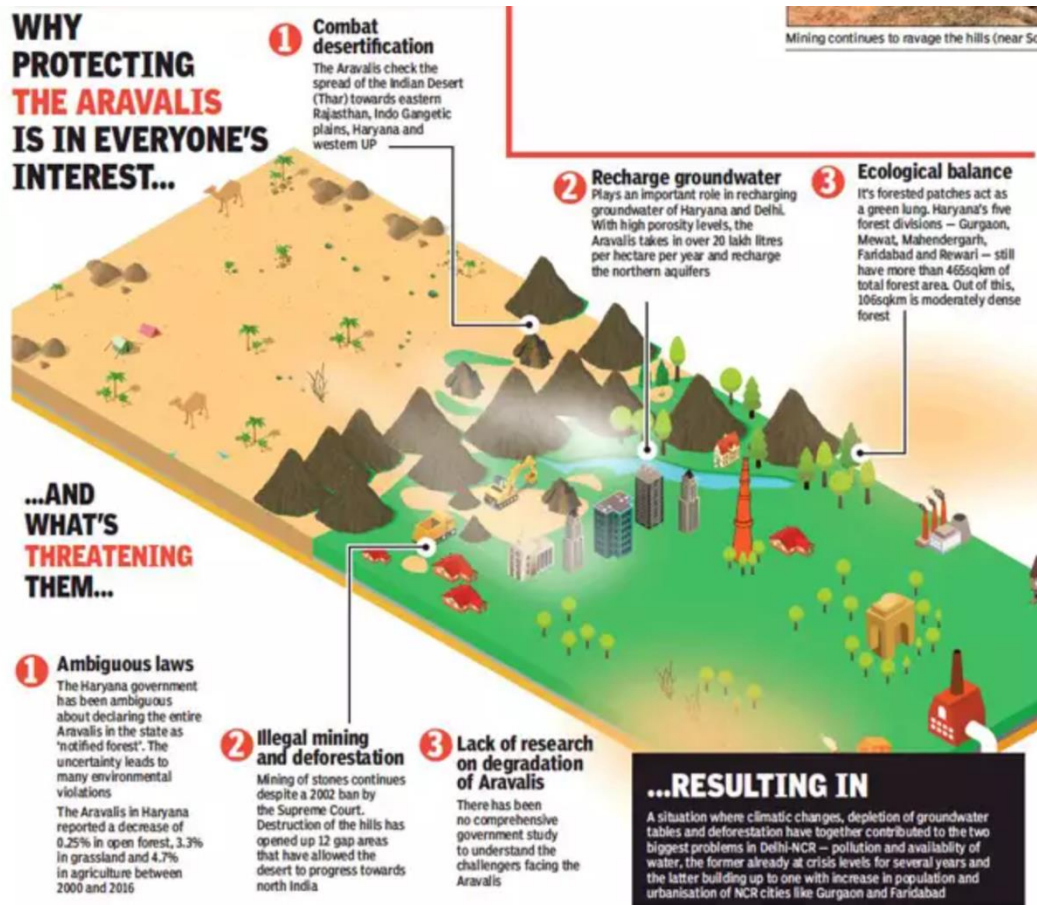 WHY
PROTECTING
THE ARAVALIS
IS IN EVERYONE'S
INTEREST...
1 Combat
desertification
The Aravalis check the
spread of the Indian Desert
(Thar) towards eastern
Rajasthan, Indo Gangetic
plains, Haryana and
western UP
Mining continues to ravage the hills (near
2 Recharge groundwater
Plays an important role in recharging
groundwater of Haryana and Delhi.
With high porosity levels, the
Aravalis takes in over 20 lakh litres
per hectare per year and recharge
the northern aquifers
3 Ecological balance
It's forested patches act as
a green lung. Haryana's five
forest divisions — Gurgaon,
Mewat, Mahendergarh,
Faridabad and Rewari — still
have more than 465sqkm of
total forest area. Out of this,
106sqkm is moderately dense
forest
...AND
WHAT'S
THREATENING
THEM...
1 Ambiguous laws
The Haryana government
has been ambiguous
about declaring the entire
Aravalis in the state as
'notified forest'. The
uncertainty leads to
many environmental
violations
The Aravalis in Haryana
reported a decrease of
0.25% in open forest, 3.3%
in grassland and 4.7%
in agriculture between
2000 and 2016
2 Illegal mining
and deforestation
Mining of stones continues
despite a 2002 ban by
the Supreme Court.
Destruction of the hills has
opened up 12 gap areas
that have allowed the
desert to progress towards
north India
3 Lack of research
on degradation
of Aravalis
There has been
no comprehensive
government study
to understand the
challengers facing the
Aravalis
...RESULTING IN
A situation where climatic changes, depletion of groundwater
tables and deforestation have together contributed to the two
biggest problems in Delhi-NCR — pollution and availablity of
water, the former already at crisis levels for several years and
the latter building up to one with increase in population and
urbanisation of NCR cities like Gurgaon and Faridabad